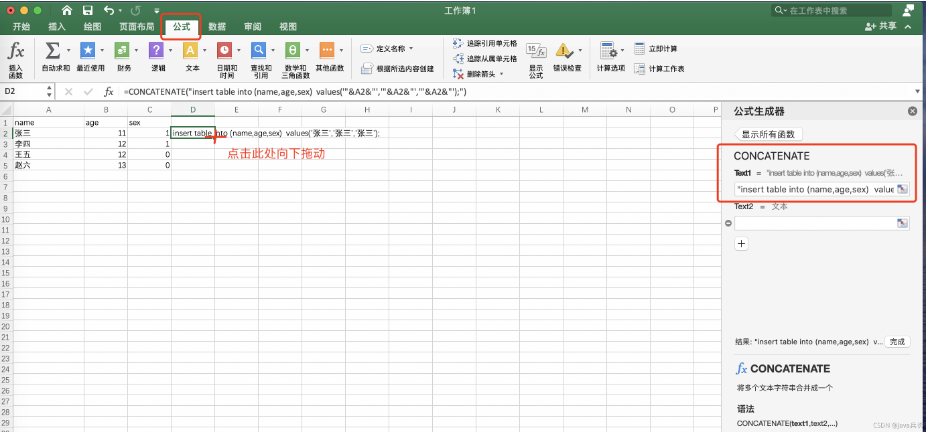 工作簿1
在工作表中搜索
开始 插入 绘图 页面布局 公式 数据 审阅 视图
共享
插入函数 自动求和 最近使用 财务 逻辑 文本 日期和时间 查找和引用 数学和三角函数 其他函数
定义名称
根据所选内容创建
追踪引用单元格
追踪从属单元格
删除箭头
显示公式 错误检查 计算选项
立即计算
计算工作表
D2 fx =CONCATENATE("insert table into (name,age,sex)  values('"&A2&"','"&A2&"','"&A2&"');")
A B C D E F G H I J K L M N O P
1 name age sex
2 张三 11 1 insert table into (name,age,sex)  values('张三','张三','张三');
3 李四 12 1
4 王五 12 0
5 赵六 13 0
6
7
8
9
10
11
12
13
14
15
16
17
18
19
20
21
22
23
24
25
26
27
28
点击此处向下拖动
公式生成器
显示所有函数
CONCATENATE
Text1 = "insert table into (name,age,sex)  values('张...
"insert table into (name,age,sex)  value
Text2 = 文本
+
结果: "insert table into (name,age,sex)  v...
完成
fx CONCATENATE
将多个文本字符串合并成一个
语法
CONCATENATE(text1,text2,...)